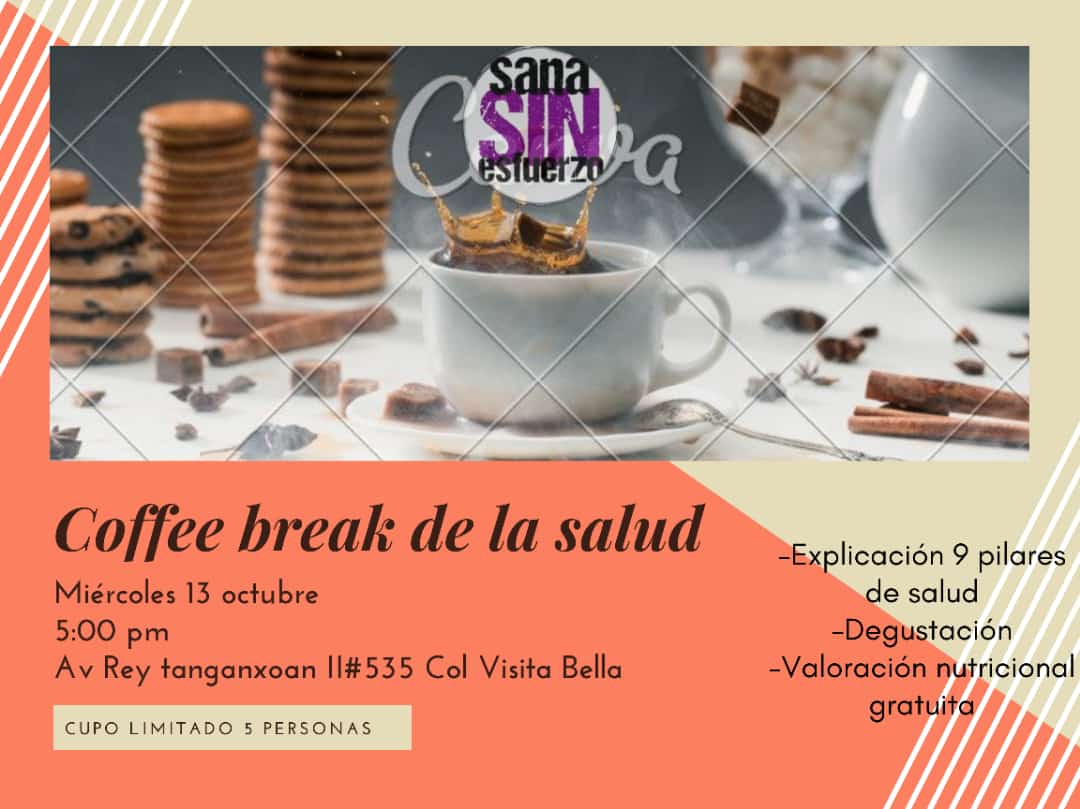 sana
SIN
esfuerzo
Canva
Coffee break de la salud
Miércoles 13 octubre
5:00 pm
Av Rey tanganxoan II#535 Col Visita Bella
CUPO LIMITADO 5 PERSONAS
-Explicación 9 pilares
de salud
-Degustación
-Valoración nutricional
gratuita